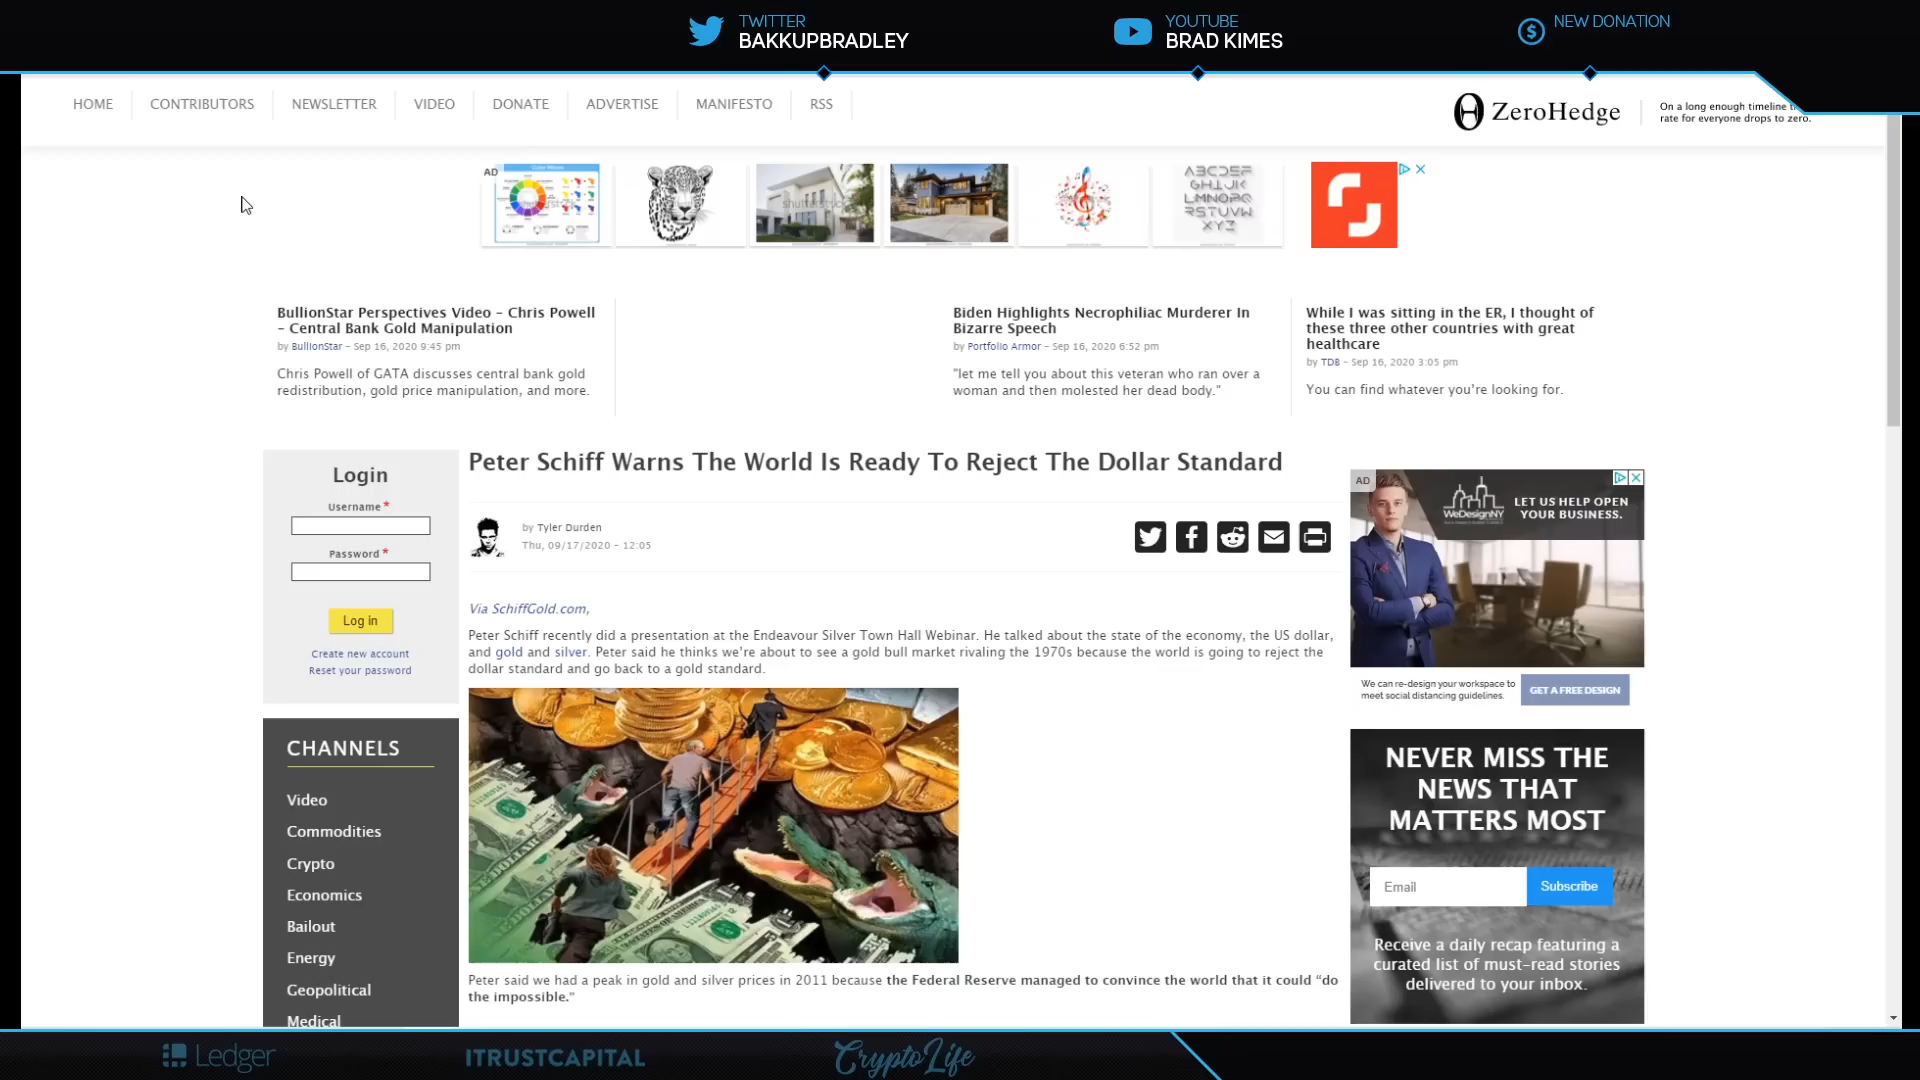 TWITTER
BAKKUPBRADLEY
YOUTUBE
BRAD KIMES
NEW DONATION
HOME
CONTRIBUTORS
NEWSLETTER
VIDEO
DONATE
ADVERTISE
MANIFESTO
RSS
ZeroHedge
On a long enough timeline
rate for everyone drops to zero.
AD
ABCDEF
GHIJK
LMNOPQ
RSTUVW
XYZ
BullionStar Perspectives Video – Chris Powell
– Central Bank Gold Manipulation
by BullionStar – Sep 16, 2020 9:45 pm
Chris Powell of GATA discusses central bank gold
redistribution, gold price manipulation, and more.
Biden Highlights Necrophiliac Murderer In
Bizarre Speech
by Portfolio Armor – Sep 16, 2020 6:52 pm
"let me tell you about this veteran who ran over a
woman and then molested her dead body."
While I was sitting in the ER, I thought of
these three other countries with great
healthcare
by TDB – Sep 16, 2020 3:05 pm
You can find whatever you’re looking for.
Login
Username *
Password *
Log in
Create new account
Reset your password
CHANNELS
Video
Commodities
Crypto
Economics
Bailout
Energy
Geopolitical
Medical
Peter Schiff Warns The World Is Ready To Reject The Dollar Standard
by Tyler Durden
Thu, 09/17/2020 – 12:05
Via SchiffGold.com,
Peter Schiff recently did a presentation at the Endeavour Silver Town Hall Webinar. He talked about the state of the economy, the US dollar,
and gold and silver. Peter said he thinks we’re about to see a gold bull market rivaling the 1970s because the world is going to reject the
dollar standard and go back to a gold standard.
Peter said we had a peak in gold and silver prices in 2011 because the Federal Reserve managed to convince the world that it could “do
the impossible.”
AD
WeDesignNY
LET US HELP OPEN
YOUR BUSINESS.
We can re-design your workspace to
meet social distancing guidelines.
GET A FREE DESIGN
NEVER MISS THE
NEWS THAT
MATTERS MOST
Email
Subscribe
Receive a daily recap featuring a
curated list of must-read stories
delivered to your inbox.
Ledger
ITRUSTCAPITAL
CryptoLife